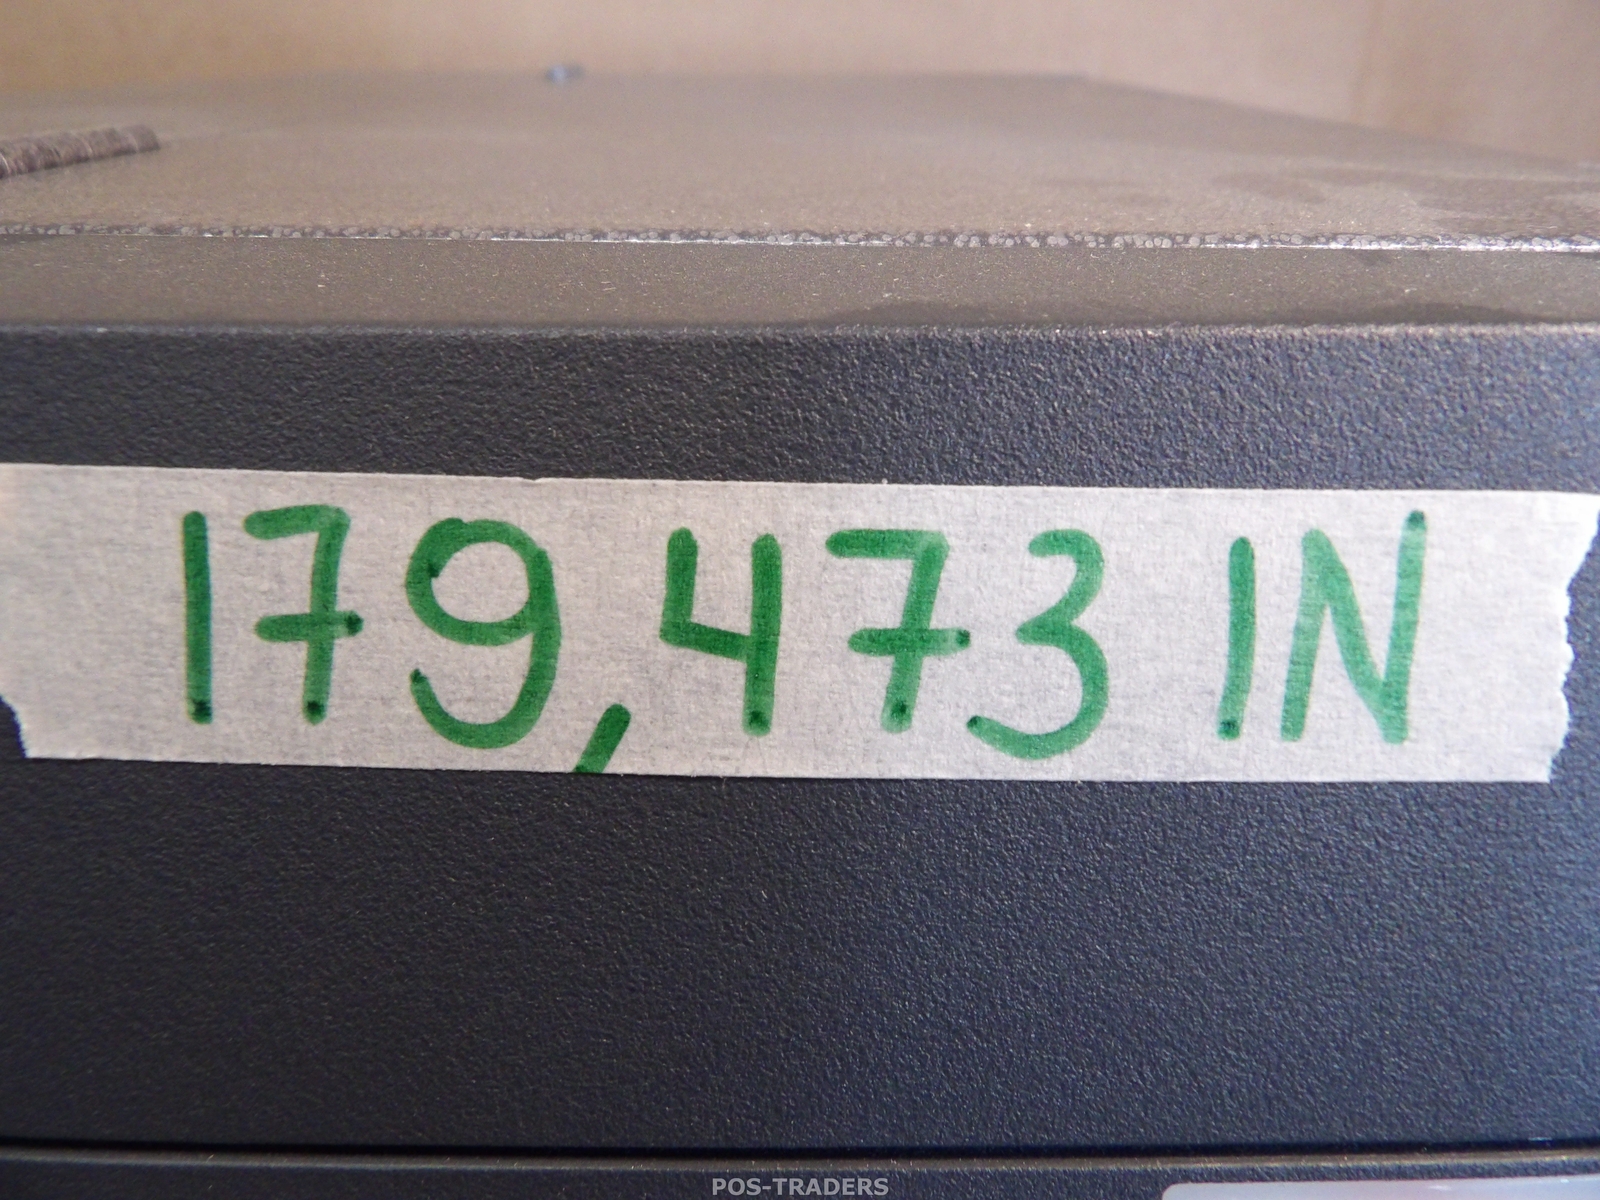 179,473 IN
POS-TRADERS